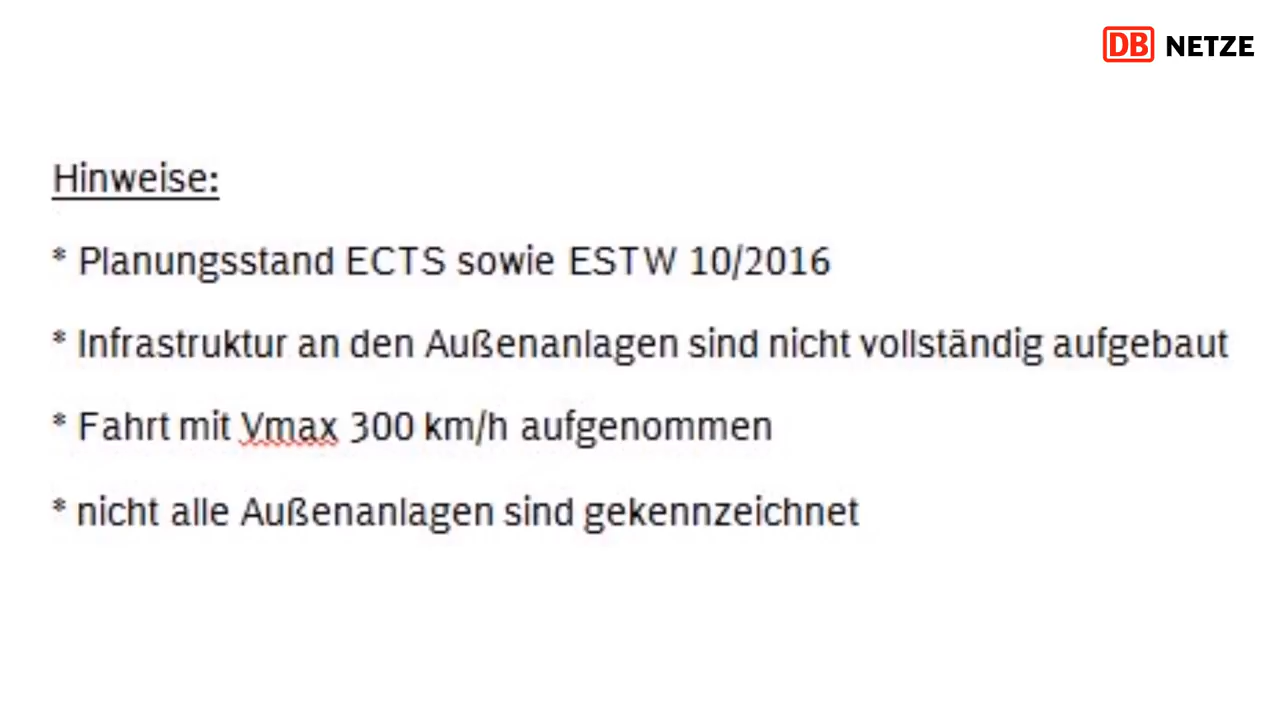 DB NETZE
Hinweise:
* Planungsstand ECTS sowie ESTW 10/2016
* Infrastruktur an den Außenanlagen sind nicht vollständig aufgebaut
* Fahrt mit Vmax 300 km/h aufgenommen
* nicht alle Außenanlagen sind gekennzeichnet